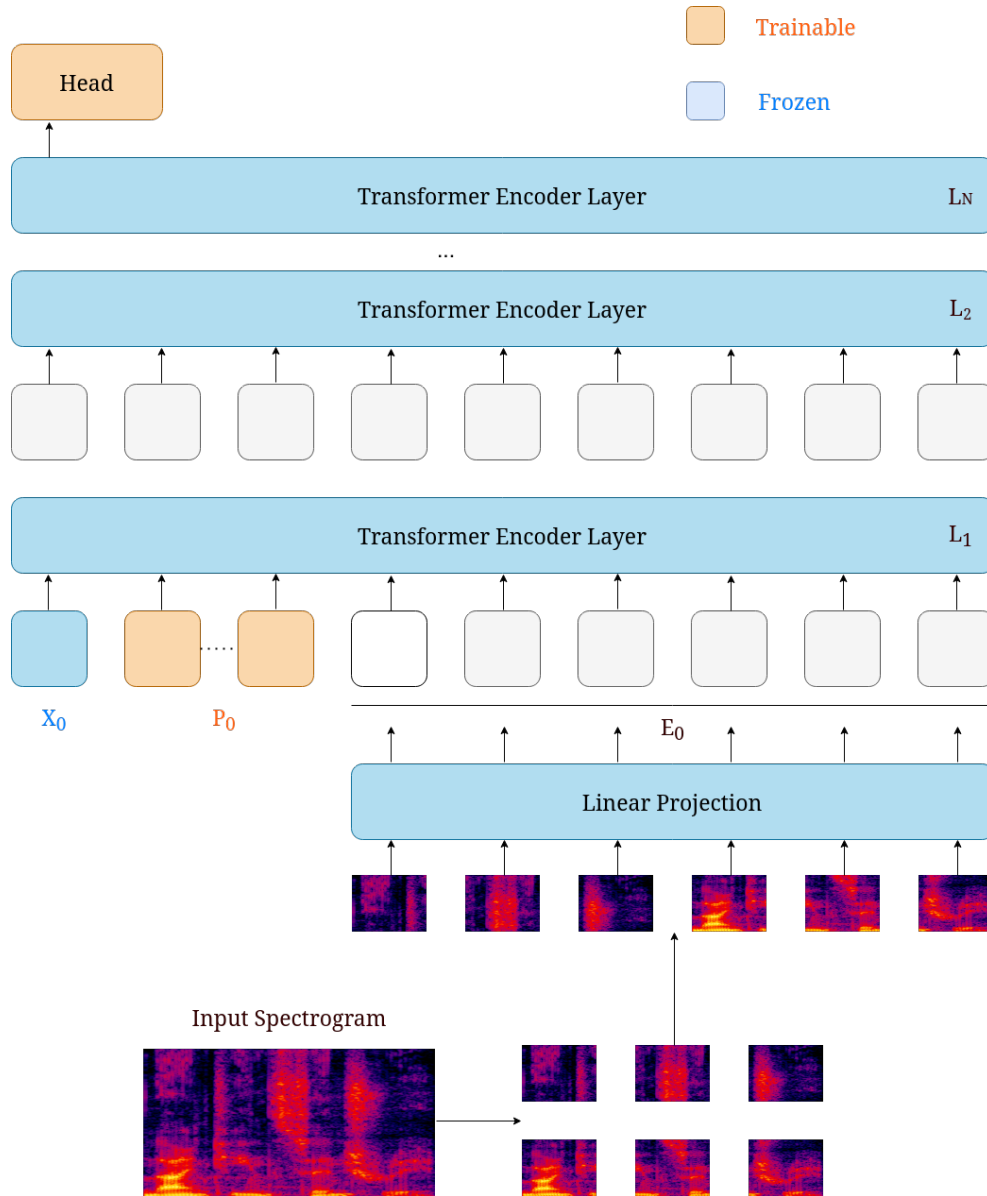 Trainable
Head
Frozen
Transformer Encoder Layer L_N
...
Transformer Encoder Layer L₂
Transformer Encoder Layer L₁
.....
X₀ P₀ E₀
Linear Projection
Input Spectrogram